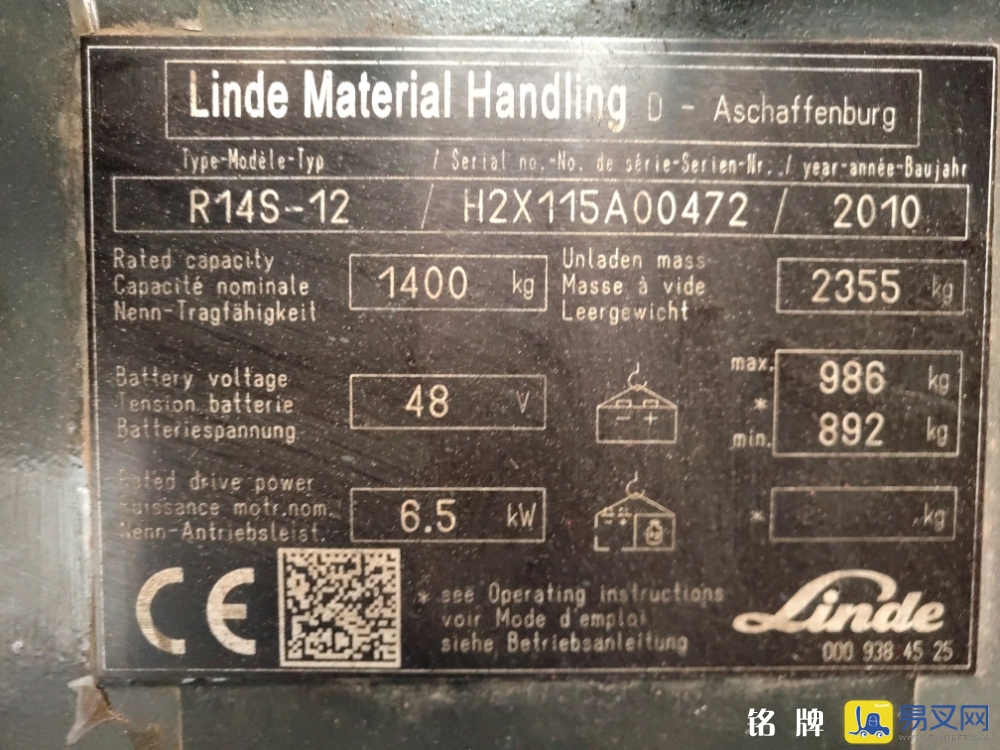 Linde Material Handling D - Aschaffenburg
Type-Modèle-Typ / Serial no.-No. de série-Serien-Nr. / year-année-Baujahr
R14S-12 / H2X115A00472 / 2010
Rated capacity
Capacité nominale
Nenn-Tragfähigkeit
1400 kg
Unladen mass
Masse à vide
Leergewicht
2355 kg
Battery voltage
Tension batterie
Batteriespannung
48 V
max. 986 kg
*
min. 892 kg
Rated drive power
Puissance motr.nom.
Nenn-Antriebsleist.
6.5 kW
* kg
CE
* see Operating instructions
voir Mode d'emploi
siehe Betriebsanleitung
Linde
000 938 45 25
铭牌
易叉网